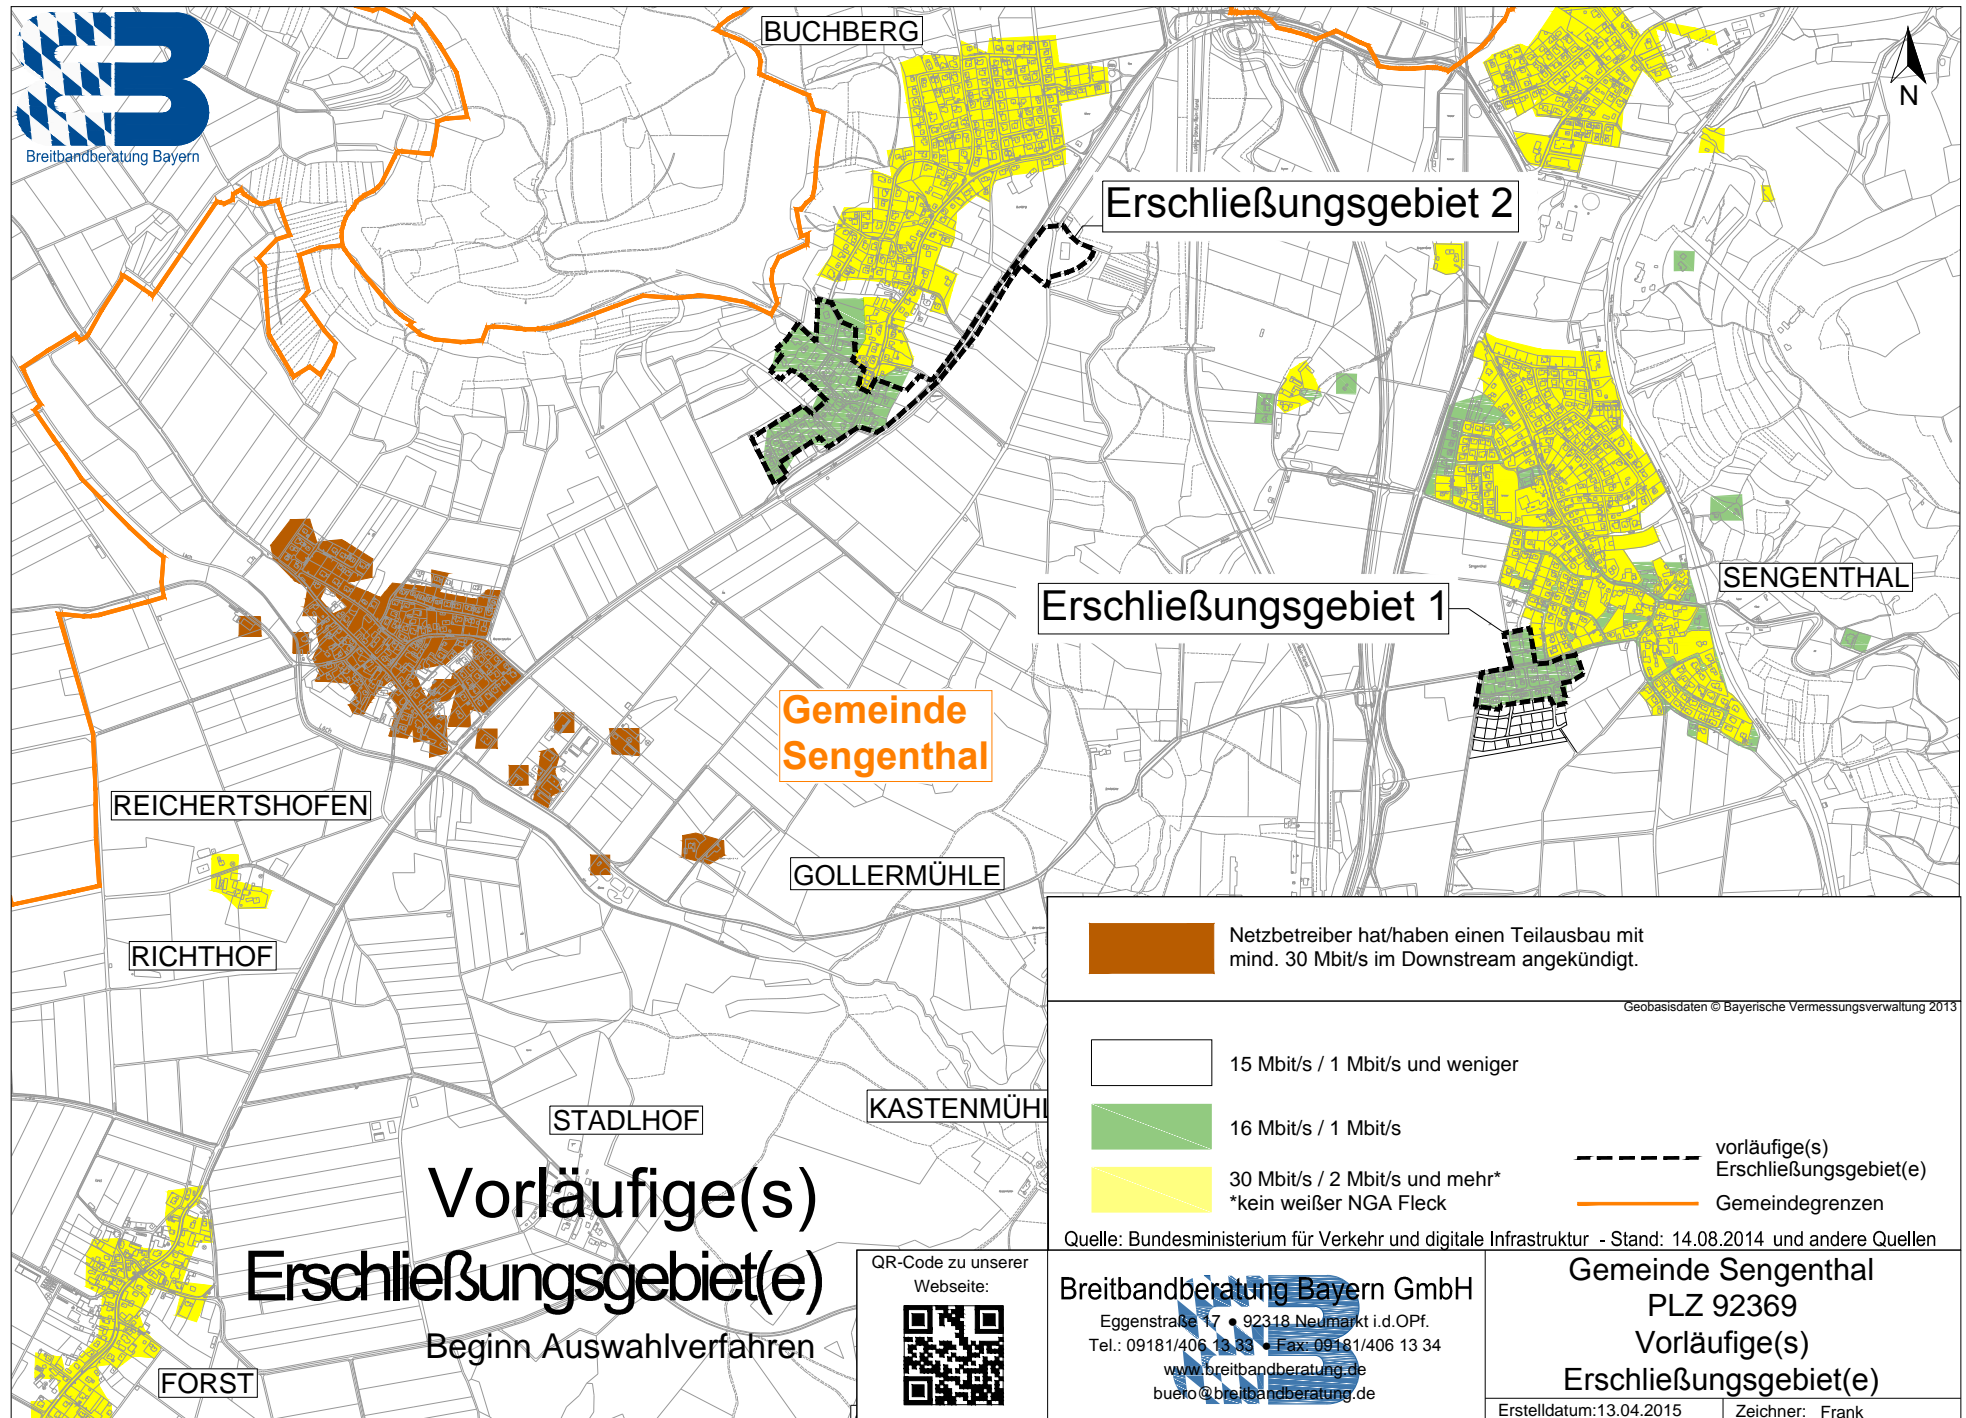 Breitbandberatung Bayern
BUCHBERG
N
Erschließungsgebiet 2
SENGENTHAL
Erschließungsgebiet 1
Gemeinde
Sengenthal
REICHERTSHOFEN
GOLLERMÜHLE
RICHTHOF
STADLHOF
KASTENMÜHL
FORST
Vorläufige(s)
Erschließungsgebiet(e)
Beginn Auswahlverfahren
Netzbetreiber hat/haben einen Teilausbau mit
mind. 30 Mbit/s im Downstream angekündigt.
Geobasisdaten © Bayerische Vermessungsverwaltung 2013
15 Mbit/s / 1 Mbit/s und weniger
16 Mbit/s / 1 Mbit/s
30 Mbit/s / 2 Mbit/s und mehr*
*kein weißer NGA Fleck
vorläufige(s)
Erschließungsgebiet(e)
Gemeindegrenzen
Quelle: Bundesministerium für Verkehr und digitale Infrastruktur - Stand: 14.08.2014 und andere Quellen
QR-Code zu unserer
Webseite:
Breitbandberatung Bayern GmbH
Eggenstraße 17 • 92318 Neumarkt i.d.OPf.
Tel.: 09181/406 13 33 • Fax: 09181/406 13 34
www.breitbandberatung.de
buero@breitbandberatung.de
Gemeinde Sengenthal
PLZ 92369
Vorläufige(s)
Erschließungsgebiet(e)
Erstelldatum:13.04.2015
Zeichner: Frank